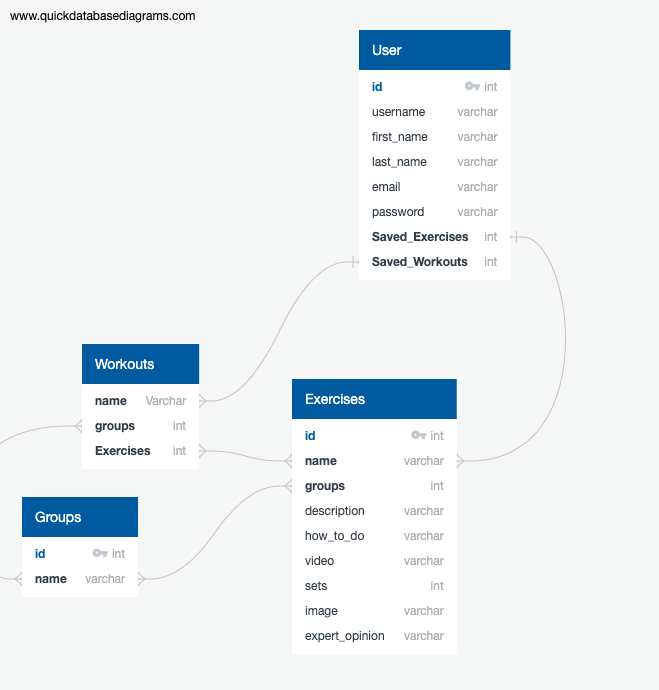 www.quickdatabasediagrams.com
User
id int
username varchar
first_name varchar
last_name varchar
email varchar
password varchar
Saved_Exercises int
Saved_Workouts int
Workouts
name Varchar
groups int
Exercises int
Exercises
id int
name varchar
groups int
description varchar
how_to_do varchar
video varchar
sets int
image varchar
expert_opinion varchar
Groups
id int
name varchar